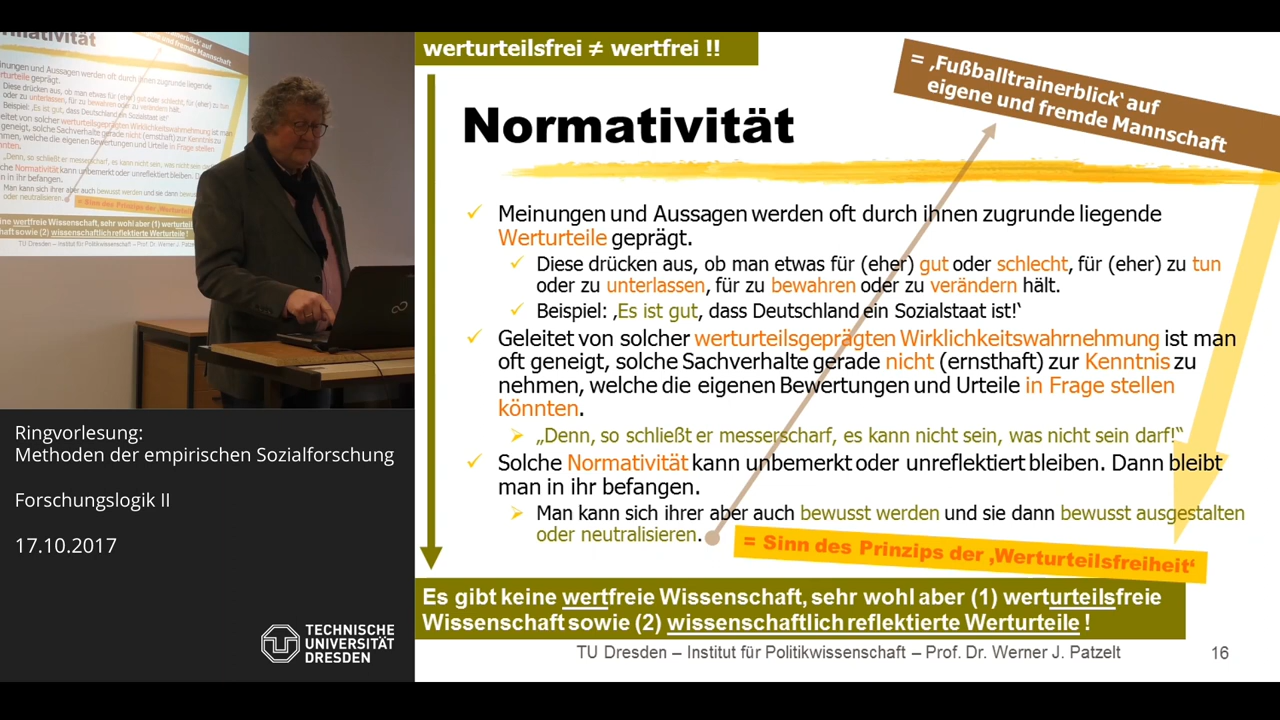 werturteilsfrei ≠ wertfrei !!
= ‚Fußballtrainerblick‘ auf
eigene und fremde Mannschaft
Normativität
Meinungen und Aussagen werden oft durch ihnen zugrunde liegende
Werturteile geprägt.
Diese drücken aus, ob man etwas für (eher) gut oder schlecht, für (eher) zu tun
oder zu unterlassen, für zu bewahren oder zu verändern hält.
Beispiel: ‚Es ist gut, dass Deutschland ein Sozialstaat ist!‘
Geleitet von solcher werturteilsgeprägten Wirklichkeitswahrnehmung ist man
oft geneigt, solche Sachverhalte gerade nicht (ernsthaft) zur Kenntnis zu
nehmen, welche die eigenen Bewertungen und Urteile in Frage stellen
könnten.
„Denn, so schließt er messerscharf, es kann nicht sein, was nicht sein darf!“
Solche Normativität kann unbemerkt oder unreflektiert bleiben. Dann bleibt
man in ihr befangen.
Man kann sich ihrer aber auch bewusst werden und sie dann bewusst ausgestalten
oder neutralisieren.
= Sinn des Prinzips der ‚Werturteilsfreiheit‘
Es gibt keine wertfreie Wissenschaft, sehr wohl aber (1) werturteilsfreie
Wissenschaft sowie (2) wissenschaftlich reflektierte Werturteile !
TU Dresden – Institut für Politikwissenschaft – Prof. Dr. Werner J. Patzelt
16
Ringvorlesung:
Methoden der empirischen Sozialforschung
Forschungslogik II
17.10.2017
TECHNISCHE
UNIVERSITÄT
DRESDEN